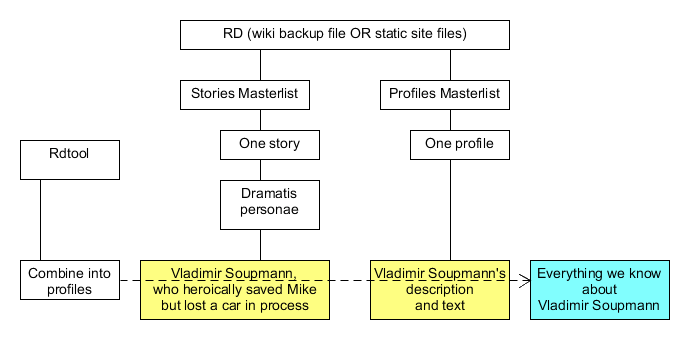 RD (wiki backup file OR static site files)
Stories Masterlist
Profiles Masterlist
One story
One profile
Rdtool
Dramatis
personae
Combine into
profiles
Vladimir Soupmann,
who heroically saved Mike
but lost a car in process
Vladimir Soupmann's
description
and text
Everything we know
about
Vladimir Soupmann